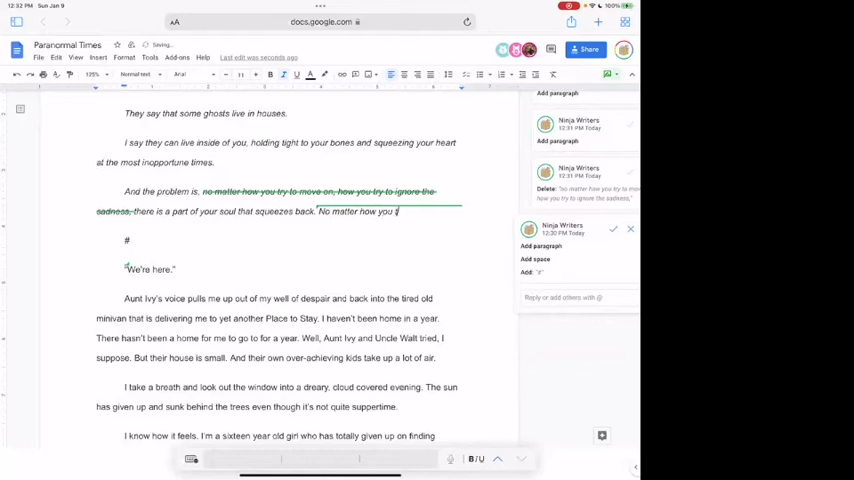 12:32 PM Sun Jan 9
100%
AA
docs.google.com
Paranormal Times
Saving...
File Edit View Insert Format Tools Add-ons Help Last edit was seconds ago
Share
125% Normal text Arial 11 B I U A
They say that some ghosts live in houses.
I say they can live inside of you, holding tight to your bones and squeezing your heart
at the most inopportune times.
And the problem is, no matter how you try to move on, how you try to ignore the
sadness, there is a part of your soul that squeezes back. No matter how you t
#
"We're here."
Aunt Ivy's voice pulls me up out of my well of despair and back into the tired old
minivan that is delivering me to yet another Place to Stay. I haven't been home in a year.
There hasn't been a home for me to go to for a year. Well, Aunt Ivy and Uncle Walt tried, I
suppose. But their house is small. And their own over-achieving kids take up a lot of air.
I take a breath and look out the window into a dreary, cloud covered evening. The sun
has given up and sunk behind the trees even though it's not quite suppertime.
I know how it feels. I'm a sixteen year old girl who has totally given up on finding
Add paragraph
Ninja Writers
12:31 PM Today
Add paragraph
Ninja Writers
12:31 PM Today
Delete: "no matter how you try to move
how you try to ignore the sadness,"
Ninja Writers
12:30 PM Today
Add paragraph
Add space
Add: "#"
Reply or add others with @
B I U